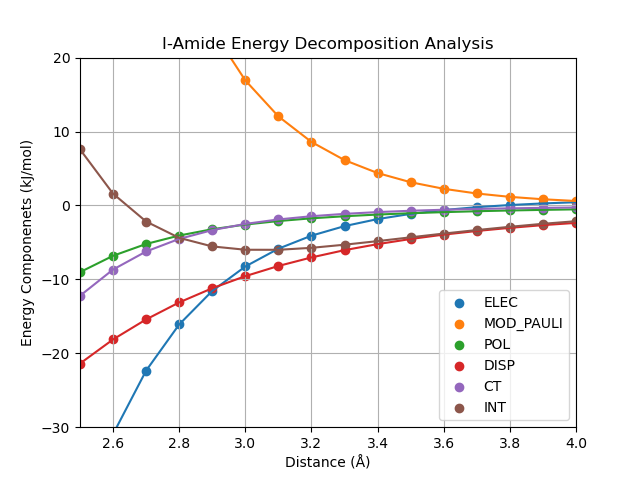 I-Amide Energy Decomposition Analysis
20
10
0
−10
−20
−30
Energy Componenets (kJ/mol)
ELEC
MOD_PAULI
POL
DISP
CT
INT
2.6 2.8 3.0 3.2 3.4 3.6 3.8 4.0
Distance (Å)